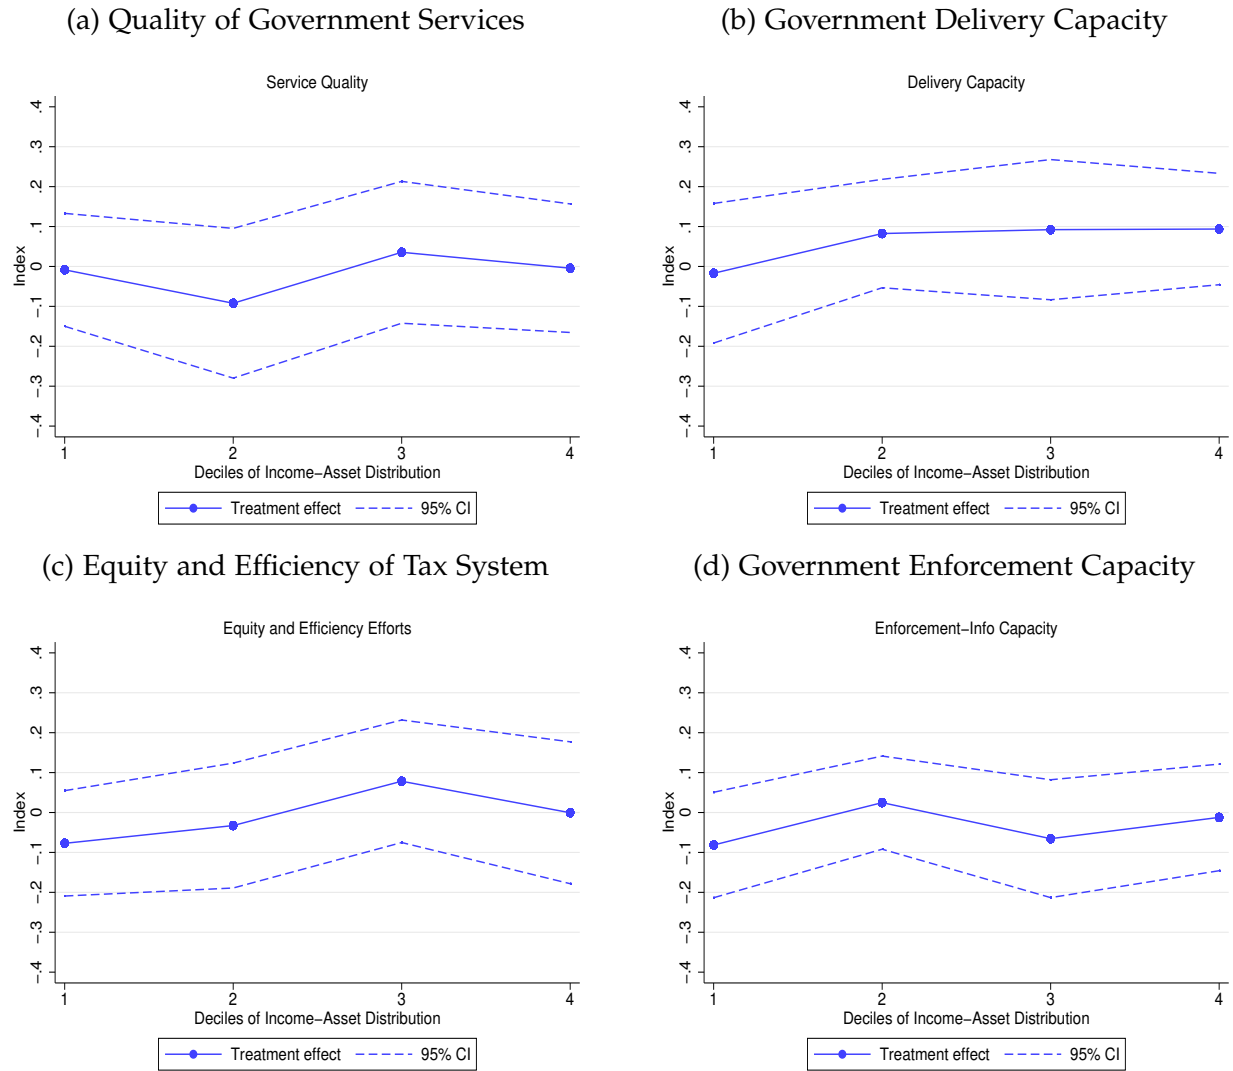 (a) Quality of Government Services
Service Quality
.4
.3
.2
.1
0
−.1
−.2
−.3
−.4
Index
1 2 3 4
Deciles of Income−Asset Distribution
Treatment effect 95% CI
(b) Government Delivery Capacity
Delivery Capacity
.4
.3
.2
.1
0
−.1
−.2
−.3
−.4
Index
1 2 3 4
Deciles of Income−Asset Distribution
Treatment effect 95% CI
(c) Equity and Efficiency of Tax System
Equity and Efficiency Efforts
.4
.3
.2
.1
0
−.1
−.2
−.3
−.4
Index
1 2 3 4
Deciles of Income−Asset Distribution
Treatment effect 95% CI
(d) Government Enforcement Capacity
Enforcement−Info Capacity
.4
.3
.2
.1
0
−.1
−.2
−.3
−.4
Index
1 2 3 4
Deciles of Income−Asset Distribution
Treatment effect 95% CI